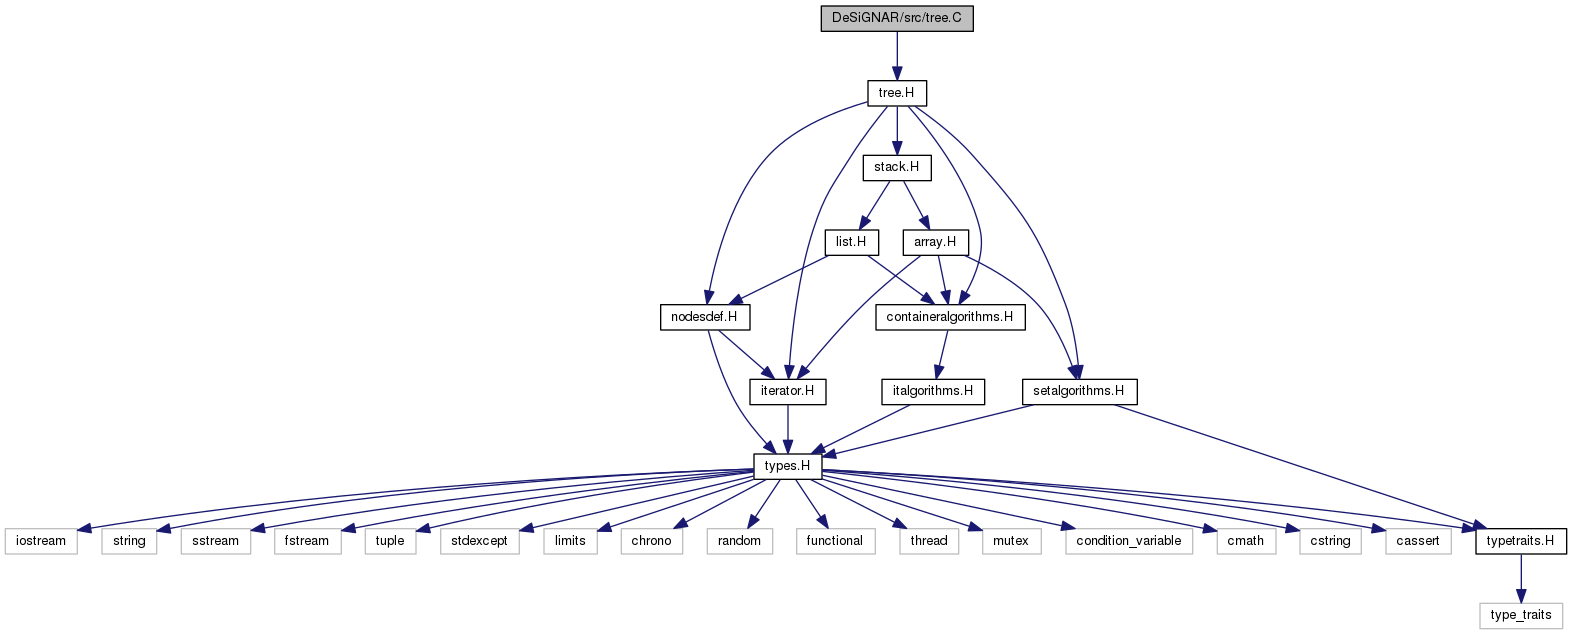 DeSiGNAR/src/tree.C
tree.H
stack.H
list.H
array.H
nodesdef.H
containeralgorithms.H
iterator.H
italgorithms.H
setalgorithms.H
types.H
iostream
string
sstream
fstream
tuple
stdexcept
limits
chrono
random
functional
thread
mutex
condition_variable
cmath
cstring
cassert
typetraits.H
type_traits